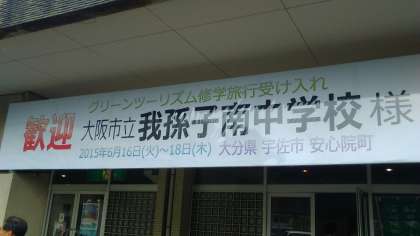 グリーンツーリズム修学旅行受け入れ
歓迎 大阪市立 我孫子南中学校 様
2015年6月16日(火)～18日(木) 大分県 宇佐市 安心院町